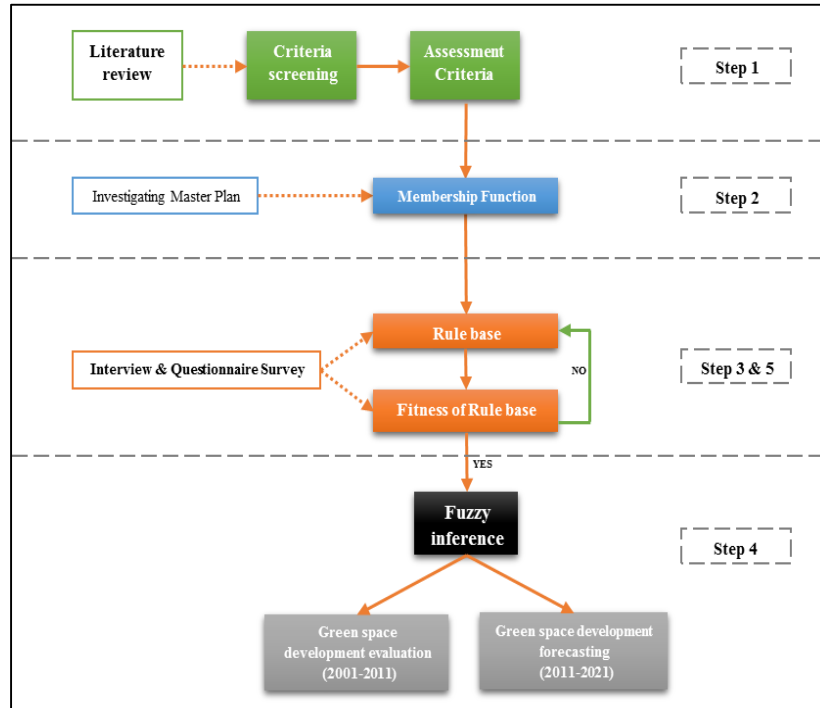 Literature
review
Criteria
screening
Assessment
Criteria
Step 1
Investigating Master Plan
Membership Function
Step 2
Rule base
Interview & Questionnaire Survey
NO
Step 3 & 5
Fitness of Rule base
YES
Fuzzy
inference
Step 4
Green space
development evaluation
(2001-2011)
Green space development
forecasting
(2011-2021)